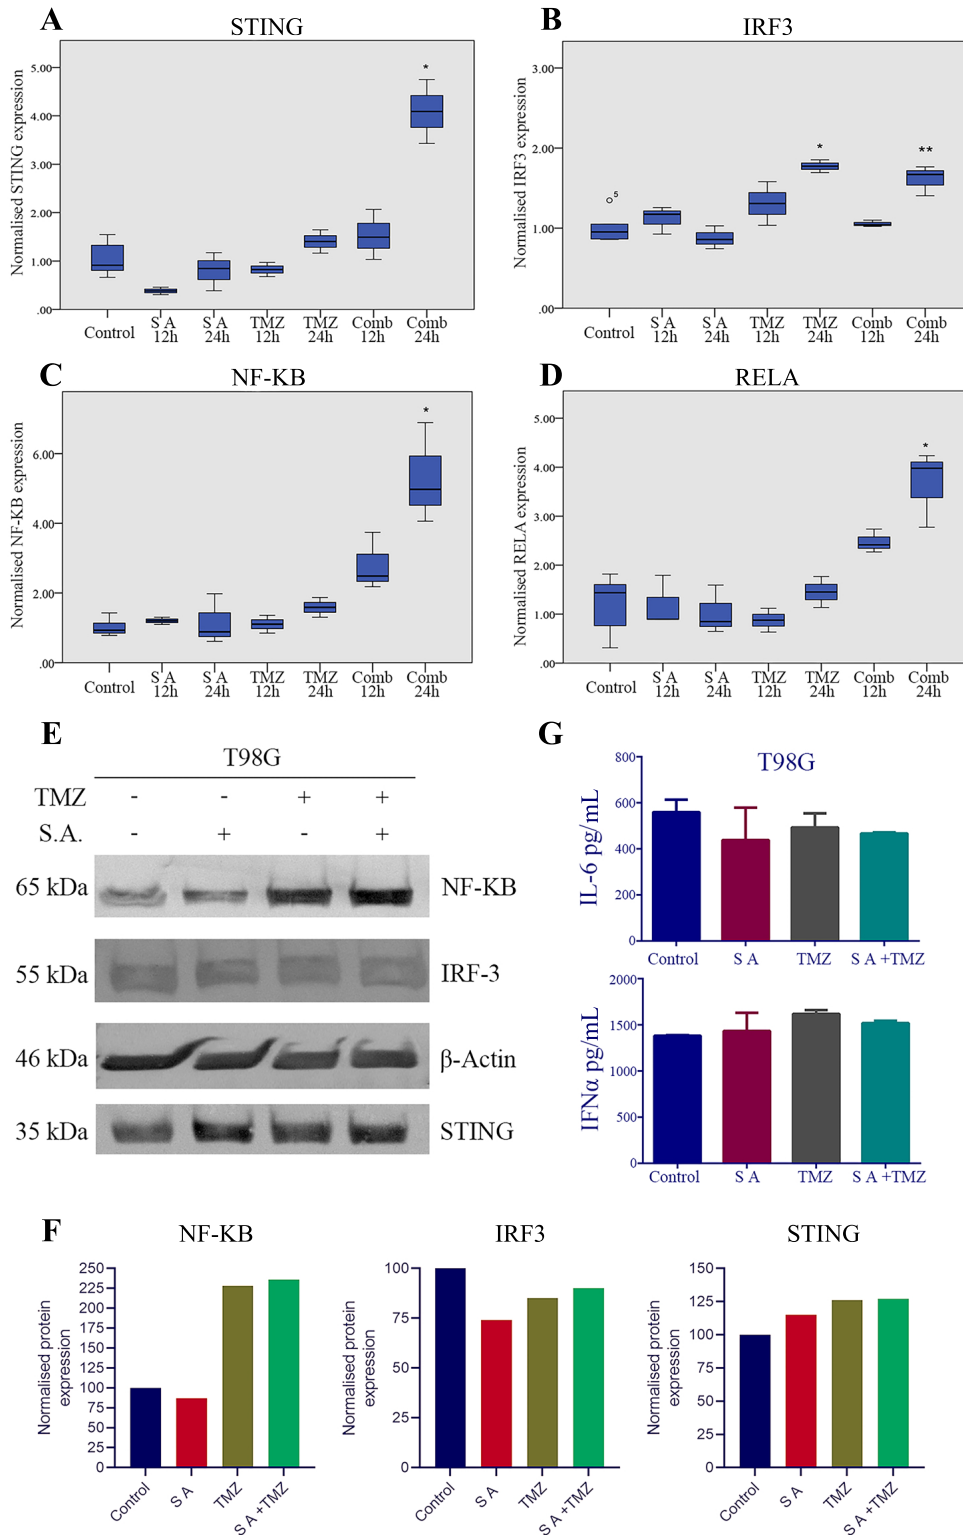 A
STING
Normalised STING expression
5.00
4.00
3.00
2.00
1.00
.00
*
Control
S A 12h
S A 24h
TMZ 12h
TMZ 24h
Comb 12h
Comb 24h
B
IRF3
Normalised IRF3 expression
3.00
2.00
1.00
.00
5
*
**
Control
S A 12h
S A 24h
TMZ 12h
TMZ 24h
Comb 12h
Comb 24h
C
NF-KB
Normalised NF-KB expression
6.00
4.00
2.00
.00
*
Control
S A 12h
S A 24h
TMZ 12h
TMZ 24h
Comb 12h
Comb 24h
D
RELA
Normalised RELA expression
5.00
4.00
3.00
2.00
1.00
.00
*
Control
S A 12h
S A 24h
TMZ 12h
TMZ 24h
Comb 12h
Comb 24h
E
T98G
TMZ - - + +
S.A. - + - +
65 kDa NF-KB
55 kDa IRF-3
46 kDa β-Actin
35 kDa STING
G
T98G
IL-6 pg/mL
800
600
400
200
0
Control S A TMZ S A +TMZ
IFNα pg/mL
2000
1500
1000
500
0
Control S A TMZ S A +TMZ
F
NF-KB
Normalised protein expression
250
225
200
175
150
125
100
75
50
25
0
Control S A TMZ S A +TMZ
IRF3
Normalised protein expression
100
75
50
25
0
Control S A TMZ S A +TMZ
STING
Normalised protein expression
150
125
100
75
50
25
0
Control S A TMZ S A +TMZ